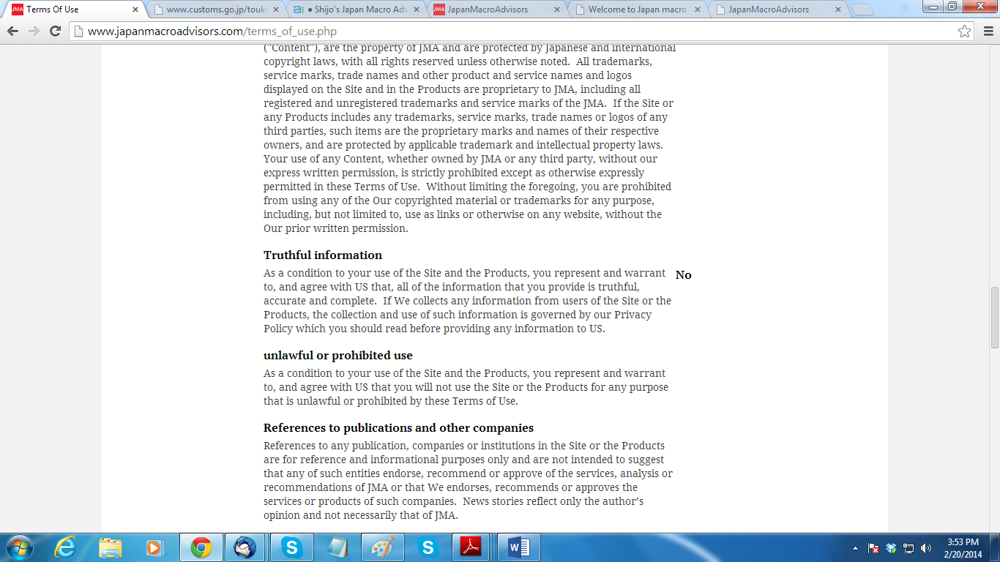 Terms Of Use
www.customs.go.jp/touke
● Shijo's Japan Macro Adv
JapanMacroAdvisors
Welcome to Japan macro
JapanMacroAdvisors
www.japanmacroadvisors.com/terms_of_use.php
("Content"), are the property of JMA and are protected by Japanese and international
copyright laws, with all rights reserved unless otherwise noted.  All trademarks,
service marks, trade names and other product and service names and logos
displayed on the Site and in the Products are proprietary to JMA, including all
registered and unregistered trademarks and service marks of the JMA.  If the Site or
any Products includes any trademarks, service marks, trade names or logos of any
third parties, such items are the proprietary marks and names of their respective
owners, and are protected by applicable trademark and intellectual property laws.
Your use of any Content, whether owned by JMA or any third party, without our
express written permission, is strictly prohibited except as otherwise expressly
permitted in these Terms of Use.  Without limiting the foregoing, you are prohibited
from using any of the Our copyrighted material or trademarks for any purpose,
including, but not limited to, use as links or otherwise on any website, without the
Our prior written permission.
Truthful information
As a condition to your use of the Site and the Products, you represent and warrant
No
to, and agree with US that, all of the information that you provide is truthful,
accurate and complete.  If We collects any information from users of the Site or the
Products, the collection and use of such information is governed by our Privacy
Policy which you should read before providing any information to US.
unlawful or prohibited use
As a condition to your use of the Site and the Products, you represent and warrant
to, and agree with US that you will not use the Site or the Products for any purpose
that is unlawful or prohibited by these Terms of Use.
References to publications and other companies
References to any publication, companies or institutions in the Site or the Products
are for reference and informational purposes only and are not intended to suggest
that any of such entities endorse, recommend or approve of the services, analysis or
recommendations of JMA or that We endorses, recommends or approves the
services or products of such companies.  News stories reflect only the author's
opinion and not necessarily that of JMA.
3:53 PM
2/20/2014